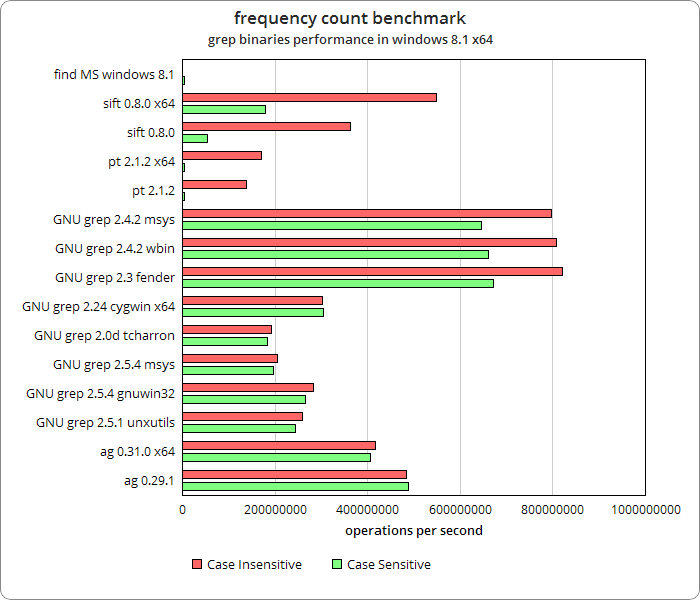 frequency count benchmark
grep binaries performance in windows 8.1 x64
find MS windows 8.1
sift 0.8.0 x64
sift 0.8.0
pt 2.1.2 x64
pt 2.1.2
GNU grep 2.4.2 msys
GNU grep 2.4.2 wbin
GNU grep 2.3 fender
GNU grep 2.24 cygwin x64
GNU grep 2.0d tcharron
GNU grep 2.5.4 msys
GNU grep 2.5.4 gnuwin32
GNU grep 2.5.1 unxutils
ag 0.31.0 x64
ag 0.29.1
0 200000000 400000000 600000000 800000000 1000000000
operations per second
Case Insensitive Case Sensitive